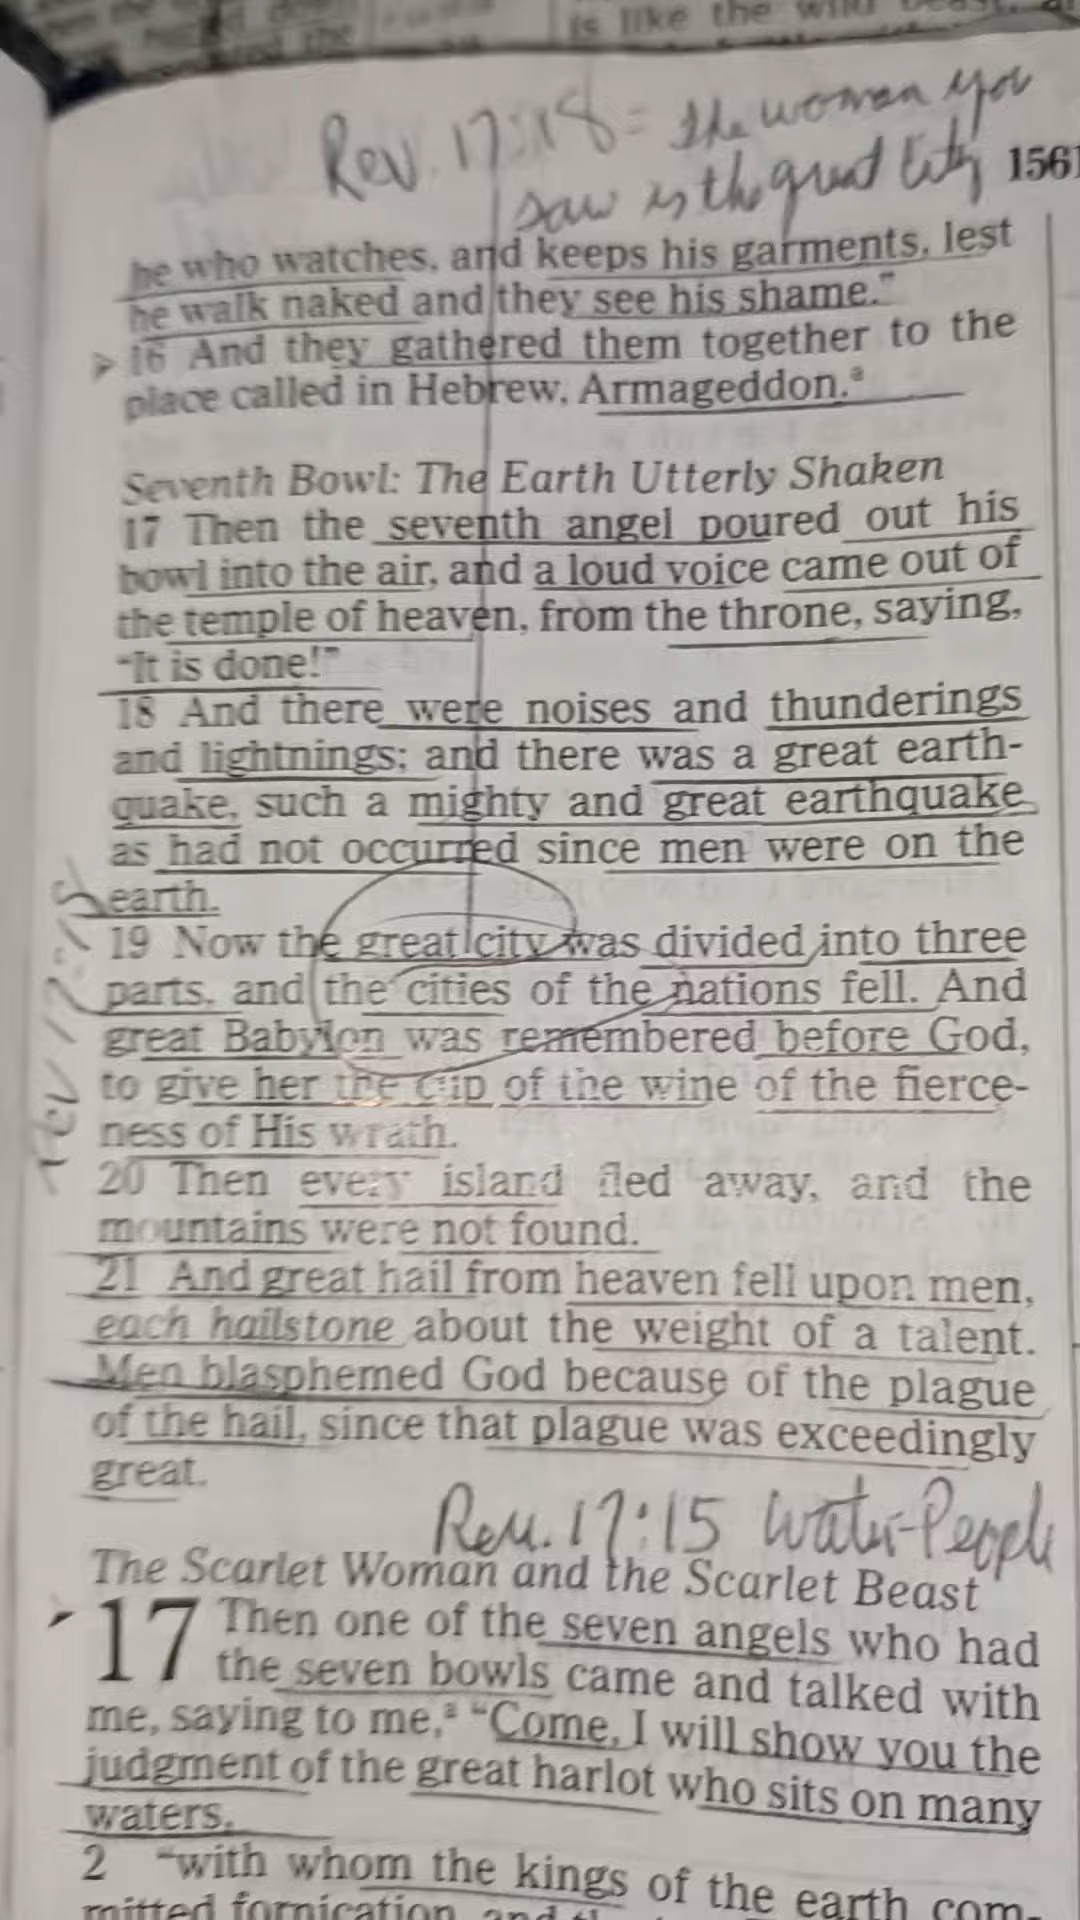 is like the wild beast,
Rev. 17:18 = The woman you
saw is the great City
1561
he who watches, and keeps his garments, lest
he walk naked and they see his shame."
16 And they gathered them together to the
place called in Hebrew, Armageddon.ª
Seventh Bowl: The Earth Utterly Shaken
17 Then the seventh angel poured out his
bowl into the air, and a loud voice came out of
the temple of heaven, from the throne, saying,
"It is done!"
18 And there were noises and thunderings
and lightnings; and there was a great earth-
quake, such a mighty and great earthquake
as had not occurred since men were on the
earth.
Rev 17:18
19 Now the great city was divided into three
parts, and the cities of the nations fell. And
great Babylon was remembered before God,
to give her the cup of the wine of the fierce-
ness of His wrath.
20 Then every island fled away, and the
mountains were not found.
21 And great hail from heaven fell upon men,
each hailstone about the weight of a talent.
Men blasphemed God because of the plague
of the hail, since that plague was exceedingly
great.
Rev. 17:15 Water-People
The Scarlet Woman and the Scarlet Beast
17 Then one of the seven angels who had
the seven bowls came and talked with
me, saying to me,ª "Come, I will show you the
judgment of the great harlot who sits on many
waters,
2 "with whom the kings of the earth com-
mitted fornication, and